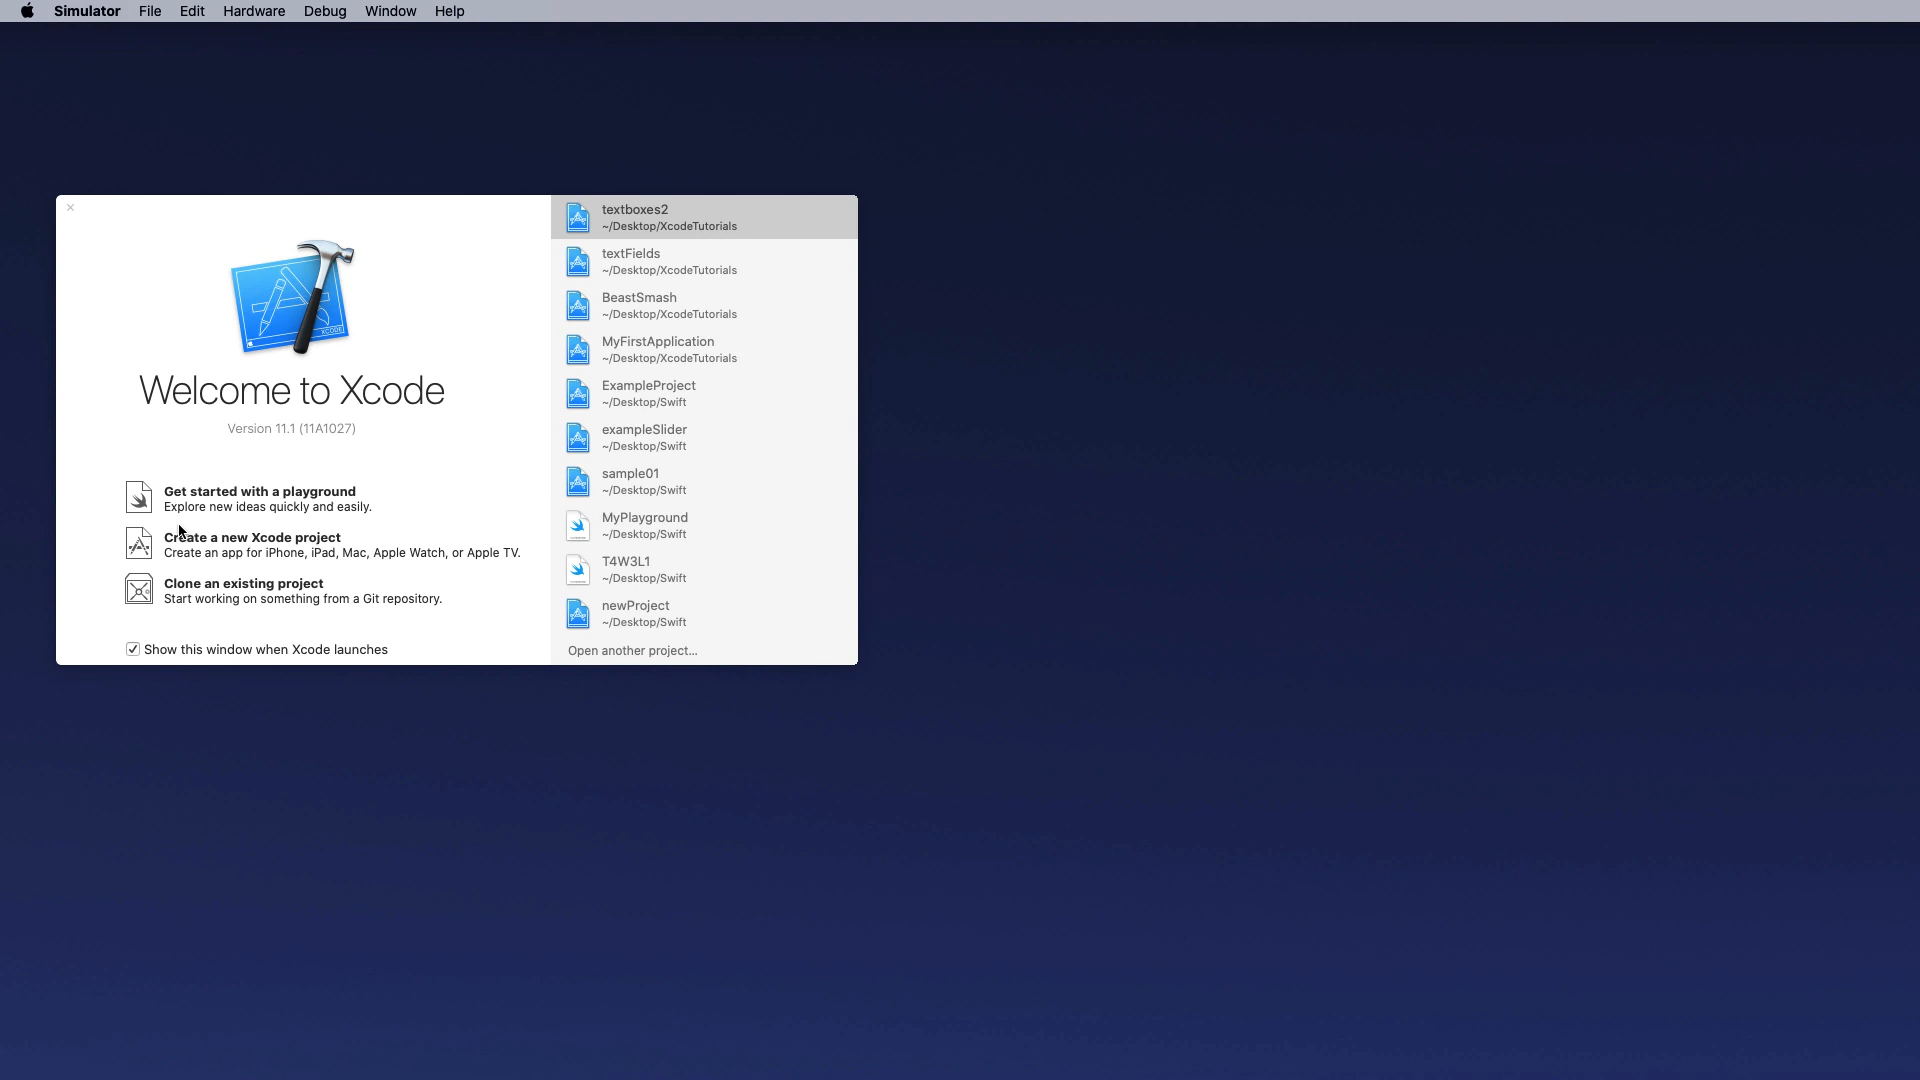 Simulator File Edit Hardware Debug Window Help
XCODE
Welcome to Xcode
Version 11.1 (11A1027)
Get started with a playground
Explore new ideas quickly and easily.
Create a new Xcode project
Create an app for iPhone, iPad, Mac, Apple Watch, or Apple TV.
Clone an existing project
Start working on something from a Git repository.
Show this window when Xcode launches
textboxes2
~/Desktop/XcodeTutorials
textFields
~/Desktop/XcodeTutorials
BeastSmash
~/Desktop/XcodeTutorials
MyFirstApplication
~/Desktop/XcodeTutorials
ExampleProject
~/Desktop/Swift
exampleSlider
~/Desktop/Swift
sample01
~/Desktop/Swift
MyPlayground
~/Desktop/Swift
T4W3L1
~/Desktop/Swift
newProject
~/Desktop/Swift
Open another project...